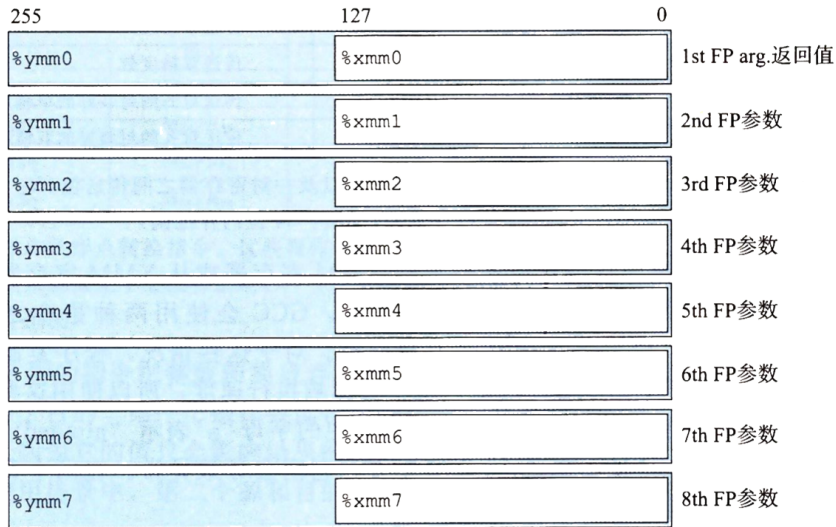 255 127 0
%ymm0 %xmm0 1st FP arg.返回值
%ymm1 %xmm1 2nd FP参数
%ymm2 %xmm2 3rd FP参数
%ymm3 %xmm3 4th FP参数
%ymm4 %xmm4 5th FP参数
%ymm5 %xmm5 6th FP参数
%ymm6 %xmm6 7th FP参数
%ymm7 %xmm7 8th FP参数